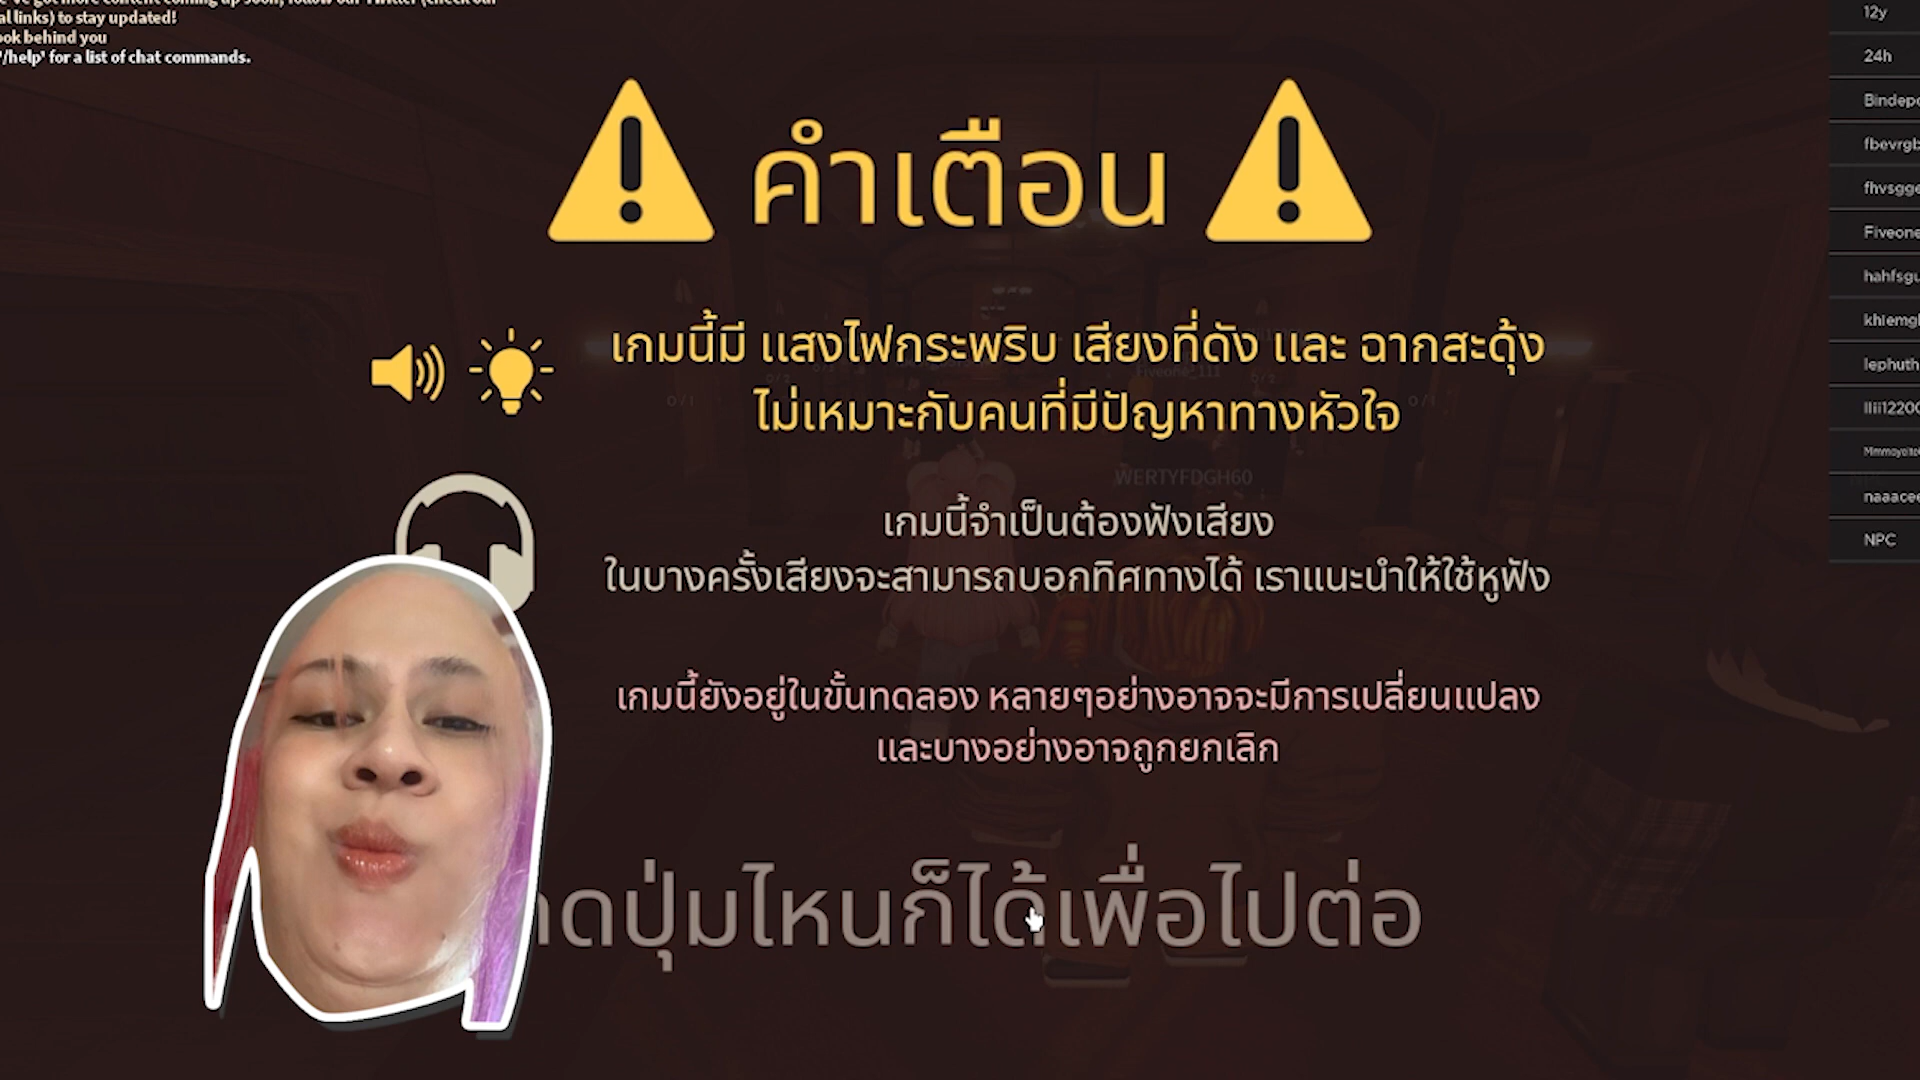 al links) to stay updated!
ook behind you
'/help' for a list of chat commands.
คำเตือน
เกมนี้มี แสงไฟกระพริบ เสียงที่ดัง และ ฉากสะดุ้ง
ไม่เหมาะกับคนที่มีปัญหาทางหัวใจ
เกมนี้จำเป็นต้องฟังเสียง
ในบางครั้งเสียงจะสามารถบอกทิศทางได้ เราแนะนำให้ใช้หูฟัง
เกมนี้ยังอยู่ในขั้นทดลอง หลายๆอย่างอาจจะมีการเปลี่ยนแปลง
และบางอย่างอาจถูกยกเลิก
กดปุ่มไหนก็ได้เพื่อไปต่อ
WERTYFDGH60
Fiveone_111
12y
24h
Bindepo
fbevrgb
fhvsgge
Fiveone
hahfsgu
khiemgl
lephuth
naaacee
NPC